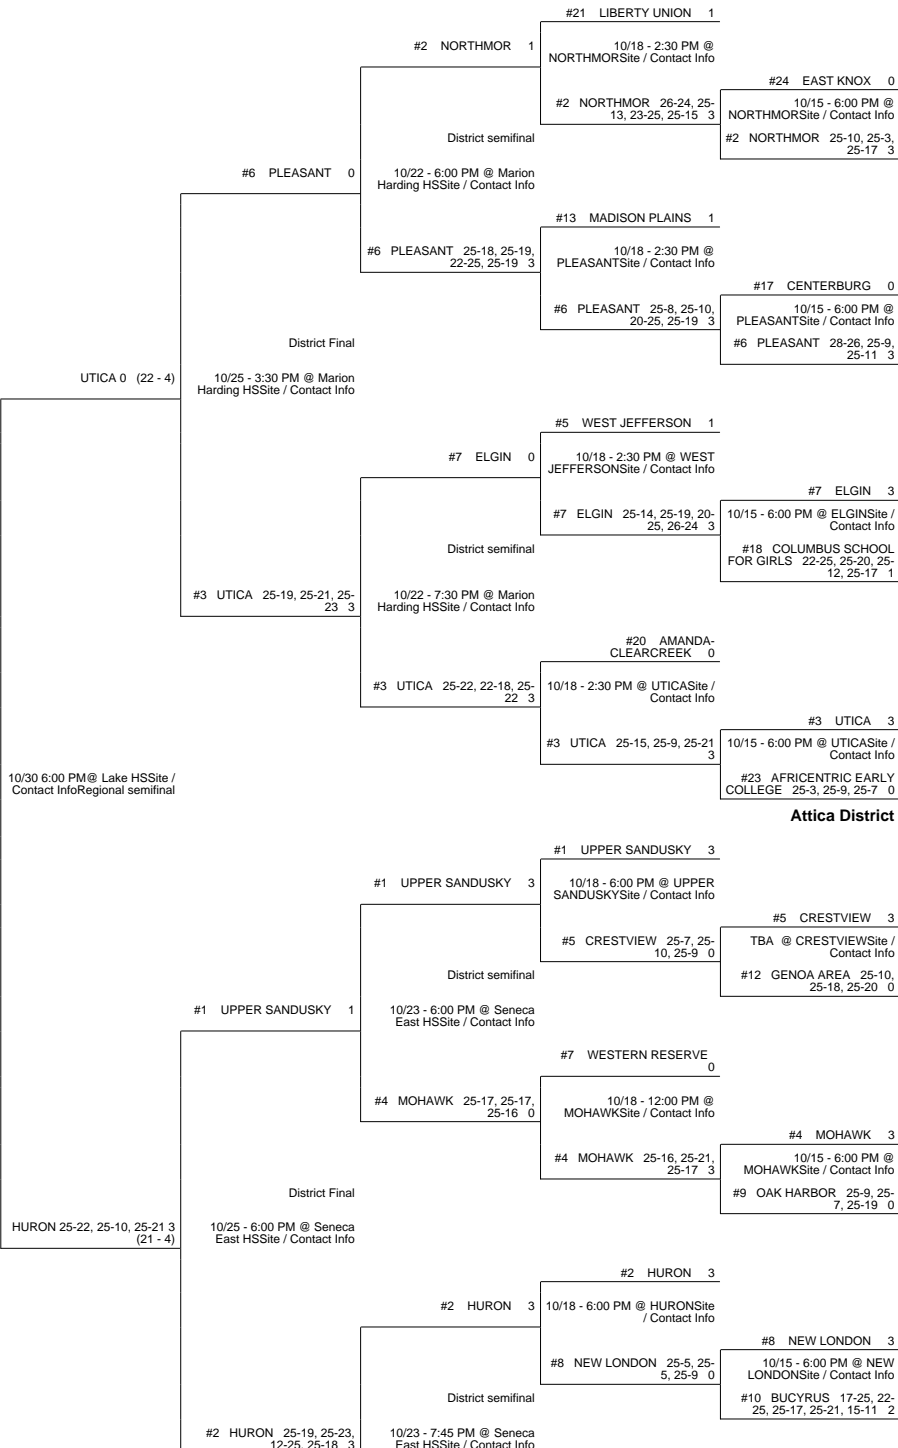 #21 LIBERTY UNION 1
#2 NORTHMOR 1
10/18 - 2:30 PM @
NORTHMORSite / Contact Info
#24 EAST KNOX 0
#2 NORTHMOR 26-24, 25-
13, 23-25, 25-15 3
10/15 - 6:00 PM @
NORTHMORSite / Contact Info
District semifinal
#2 NORTHMOR 25-10, 25-3,
25-17 3
#6 PLEASANT 0
10/22 - 6:00 PM @ Marion
Harding HSSite / Contact Info
#13 MADISON PLAINS 1
#6 PLEASANT 25-18, 25-19,
22-25, 25-19 3
10/18 - 2:30 PM @
PLEASANTSite / Contact Info
#17 CENTERBURG 0
#6 PLEASANT 25-8, 25-10,
20-25, 25-19 3
10/15 - 6:00 PM @
PLEASANTSite / Contact Info
District Final
#6 PLEASANT 28-26, 25-9,
25-11 3
UTICA 0 (22 - 4)
10/25 - 3:30 PM @ Marion
Harding HSSite / Contact Info
#5 WEST JEFFERSON 1
#7 ELGIN 0
10/18 - 2:30 PM @ WEST
JEFFERSONSite / Contact Info
#7 ELGIN 3
#7 ELGIN 25-14, 25-19, 20-
25, 26-24 3
10/15 - 6:00 PM @ ELGINSite /
Contact Info
District semifinal
#18 COLUMBUS SCHOOL
FOR GIRLS 22-25, 25-20, 25-
12, 25-17 1
#3 UTICA 25-19, 25-21, 25-
23 3
10/22 - 7:30 PM @ Marion
Harding HSSite / Contact Info
#20 AMANDA-
CLEARCREEK 0
#3 UTICA 25-22, 22-18, 25-
22 3
10/18 - 2:30 PM @ UTICASite /
Contact Info
#3 UTICA 3
#3 UTICA 25-15, 25-9, 25-21
3
10/15 - 6:00 PM @ UTICASite /
Contact Info
10/30 6:00 PM@ Lake HSSite /
Contact InfoRegional semifinal
#23 AFRICENTRIC EARLY
COLLEGE 25-3, 25-9, 25-7 0
Attica District
#1 UPPER SANDUSKY 3
#1 UPPER SANDUSKY 3
10/18 - 6:00 PM @ UPPER
SANDUSKYSite / Contact Info
#5 CRESTVIEW 3
#5 CRESTVIEW 25-7, 25-
10, 25-9 0
TBA @ CRESTVIEWSite /
Contact Info
District semifinal
#12 GENOA AREA 25-10,
25-18, 25-20 0
#1 UPPER SANDUSKY 1
10/23 - 6:00 PM @ Seneca
East HSSite / Contact Info
#7 WESTERN RESERVE
0
#4 MOHAWK 25-17, 25-17,
25-16 0
10/18 - 12:00 PM @
MOHAWKSite / Contact Info
#4 MOHAWK 3
#4 MOHAWK 25-16, 25-21,
25-17 3
10/15 - 6:00 PM @
MOHAWKSite / Contact Info
District Final
#9 OAK HARBOR 25-9, 25-
7, 25-19 0
HURON 25-22, 25-10, 25-21 3
(21 - 4)
10/25 - 6:00 PM @ Seneca
East HSSite / Contact Info
#2 HURON 3
#2 HURON 3
10/18 - 6:00 PM @ HURONSite
/ Contact Info
#8 NEW LONDON 3
#8 NEW LONDON 25-5, 25-
5, 25-9 0
10/15 - 6:00 PM @ NEW
LONDONSite / Contact Info
District semifinal
#10 BUCYRUS 17-25, 22-
25, 25-17, 25-21, 15-11 2
#2 HURON 25-19, 25-23,
12-25, 25-18 3
10/23 - 7:45 PM @ Seneca
East HSSite / Contact Info